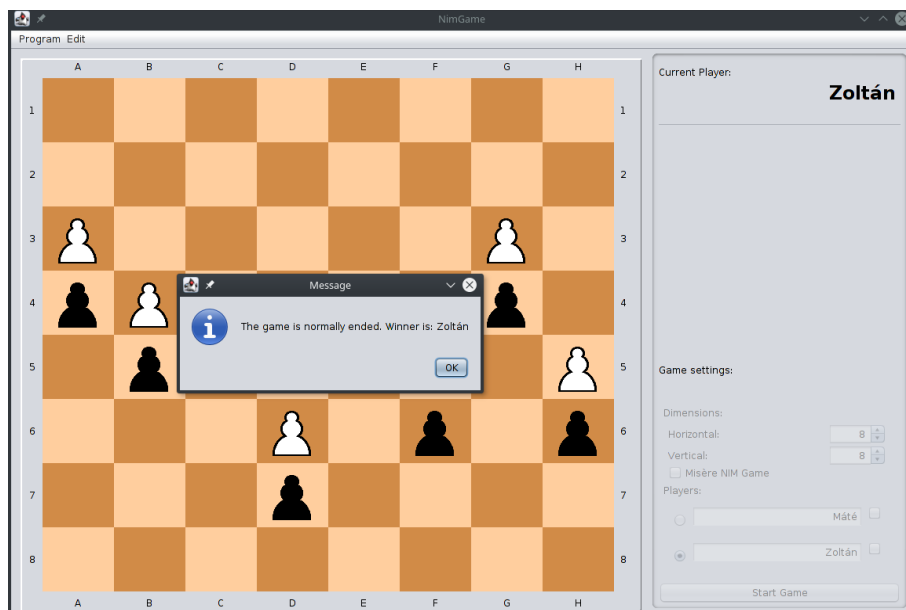 NimGame
Program Edit
A B C D E F G H
Current Player:
Zoltán
1 1
2 2
3 3
4 4
5 5
6 6
7 7
8 8
A B C D E F G H
Message
The game is normally ended. Winner is: Zoltán
OK
Game settings:
Dimensions:
Horizontal: 8
Vertical: 8
Misère NIM Game
Players:
Máté
Zoltán
Start Game